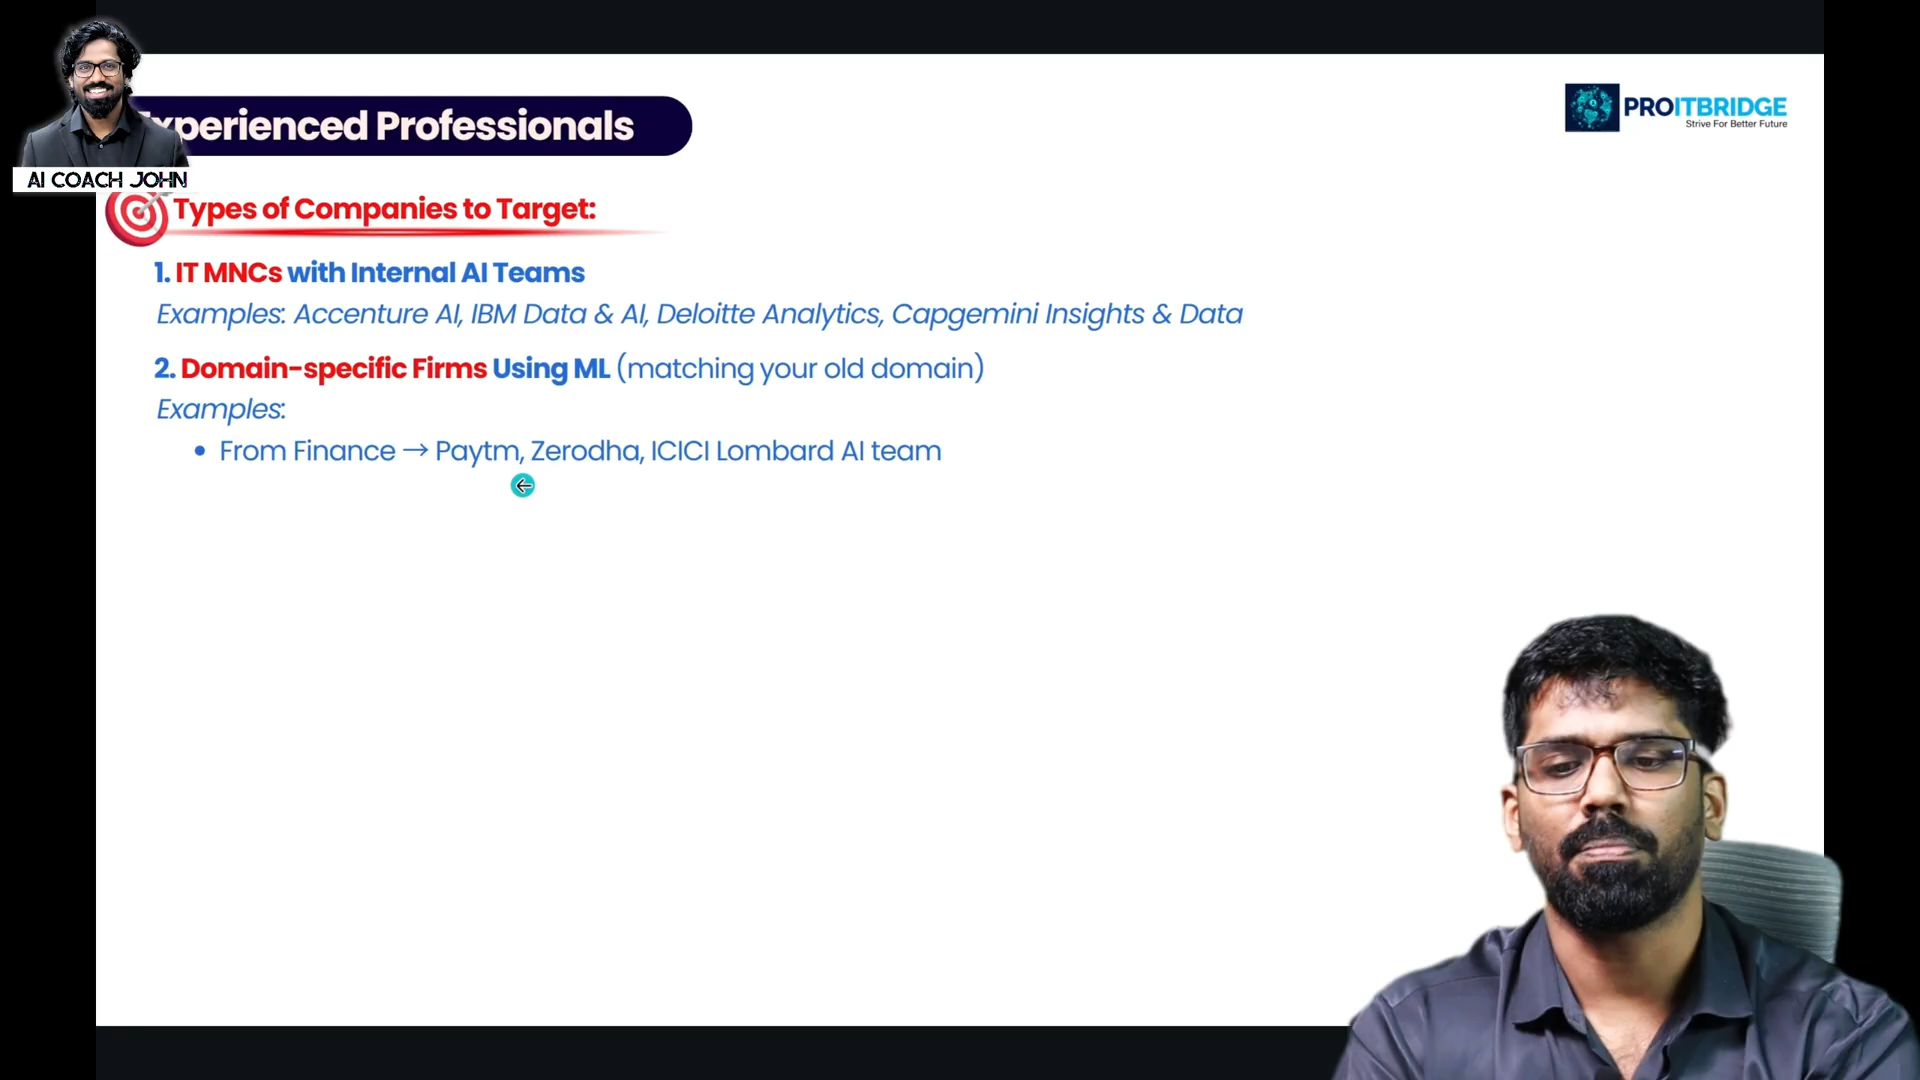 xperienced Professionals
PROITBRIDGE
Strive For Better Future
AI COACH JOHN
Types of Companies to Target:
1. IT MNCs with Internal AI Teams
Examples: Accenture AI, IBM Data & AI, Deloitte Analytics, Capgemini Insights & Data
2. Domain-specific Firms Using ML (matching your old domain)
Examples:
• From Finance → Paytm, Zerodha, ICICI Lombard AI team